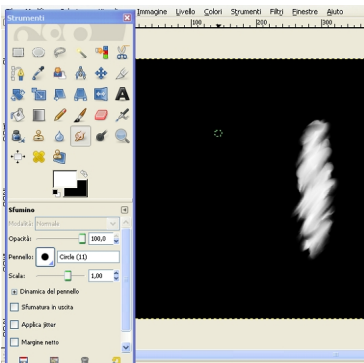 Immagine Livello Colori Strumenti Filtri Finestre Aiuto
Strumenti
100 200 300
Sfumino
Modalità: Normale
Opacità: 100,0
Pennello: Circle (11)
Scala: 1,00
Dinamica del pennello
Sfumatura in uscita
Applica jitter
Margine netto